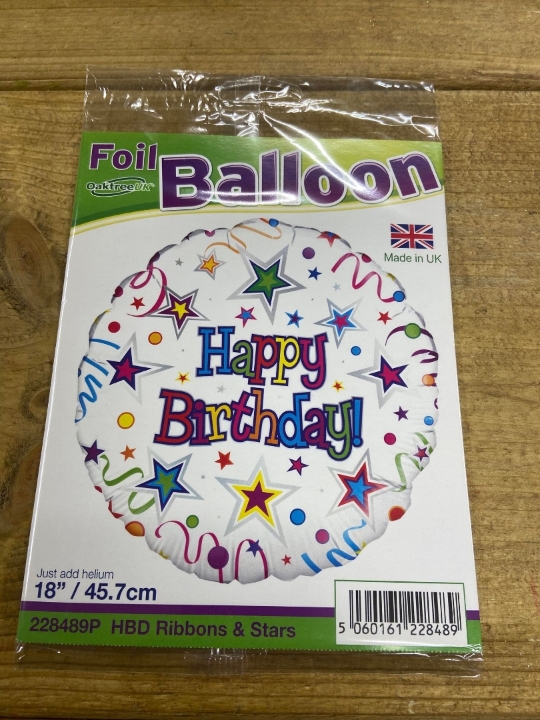 Foil
Balloon
OaktreeUK
Made in UK
Happy
Birthday!
Just add helium
18” / 45.7cm
228489P HBD Ribbons & Stars
5 060161 228489